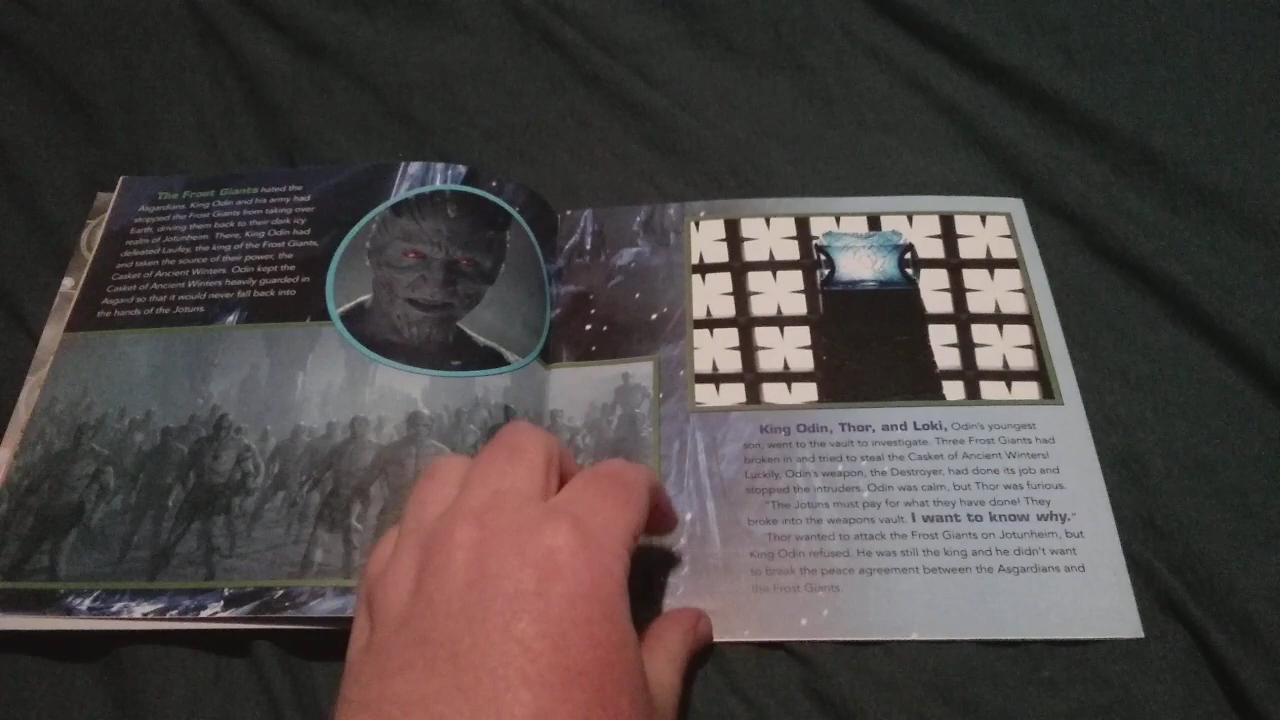 The Frost Giants hated the
Asgardians. King Odin and his army had
stopped the Frost Giants from taking over
Earth, driving them back to their dark icy
realm of Jotunheim. There, King Odin had
defeated Laufey, the king of the Frost Giants,
and taken the source of their power, the
Casket of Ancient Winters. Odin kept the
Casket of Ancient Winters heavily guarded in
Asgard so that it would never fall back into
the hands of the Jotuns.
King Odin, Thor, and Loki, Odin's youngest
son, went to the vault to investigate. Three Frost Giants had
broken in and tried to steal the Casket of Ancient Winters!
Luckily, Odin's weapon, the Destroyer, had done its job and
stopped the intruders. Odin was calm, but Thor was furious.
"The Jotuns must pay for what they have done! They
broke into the weapons vault. I want to know why."
Thor wanted to attack the Frost Giants on Jotunheim, but
King Odin refused. He was still the king and he didn't want
to break the peace agreement between the Asgardians and
the Frost Giants.